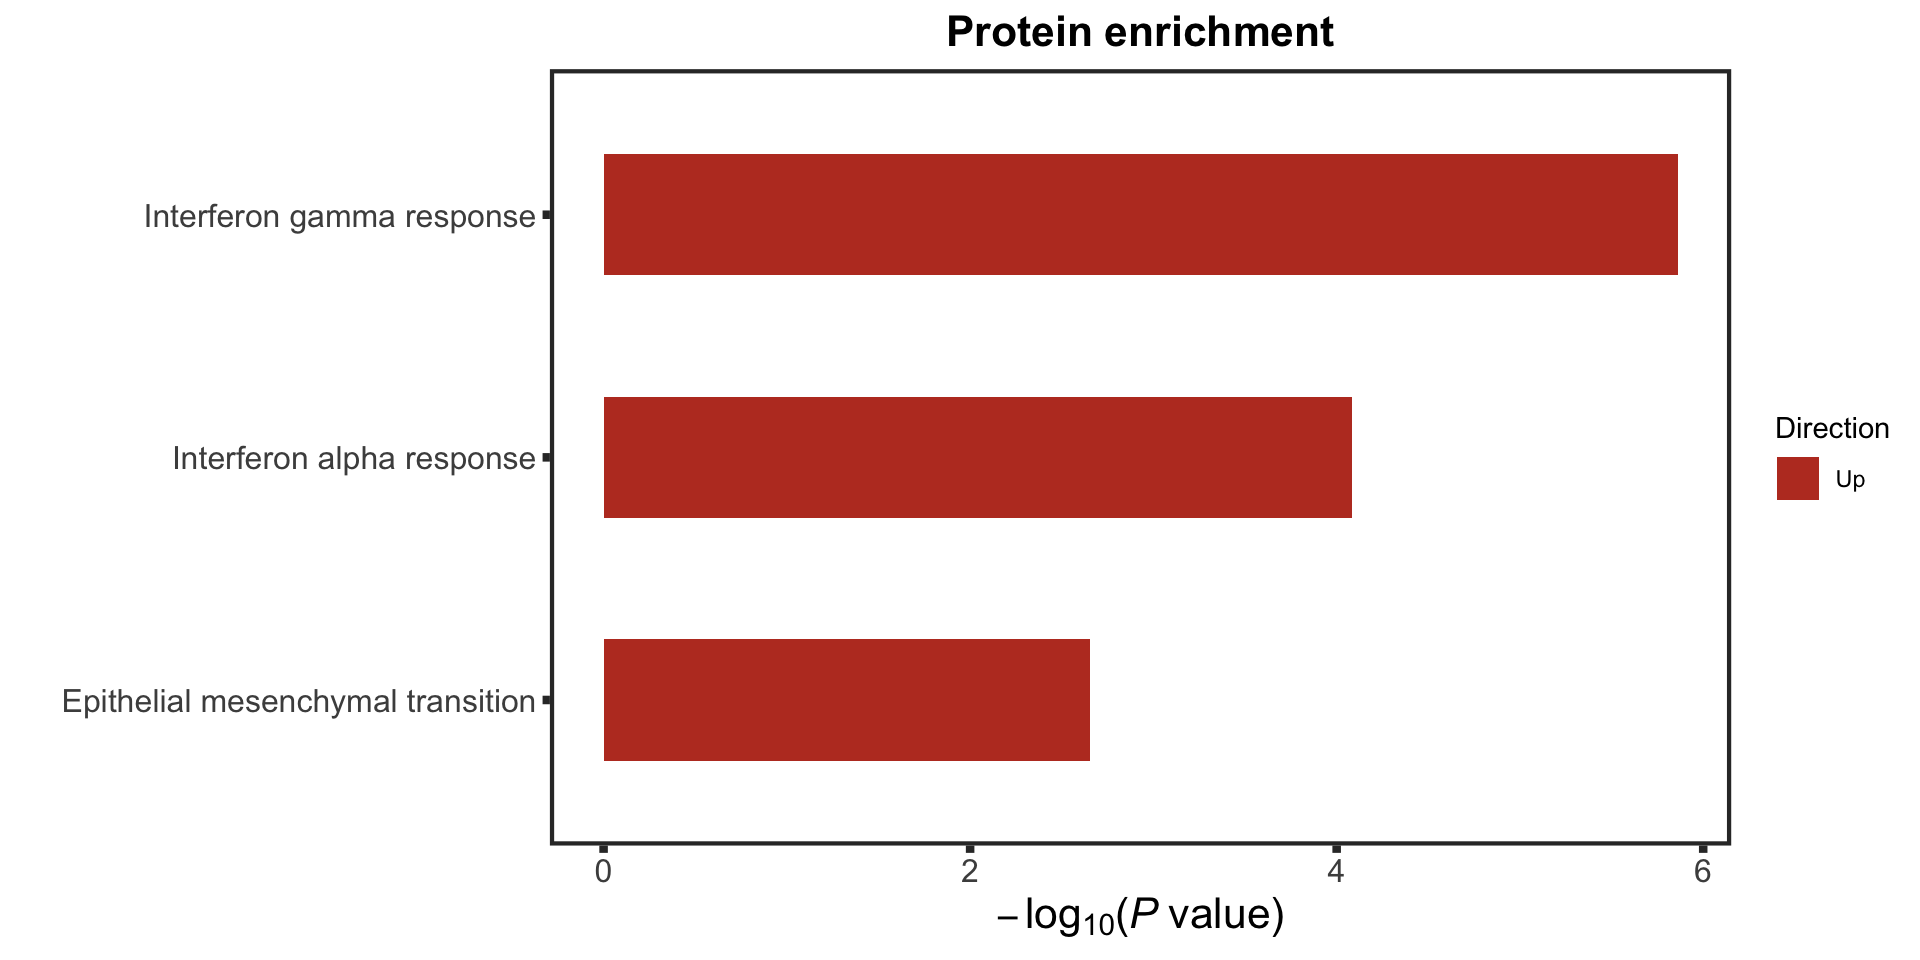 Protein enrichment
Interferon gamma response
Interferon alpha response
Epithelial mesenchymal transition
0 2 4 6
− log10(P value)
Direction
Up